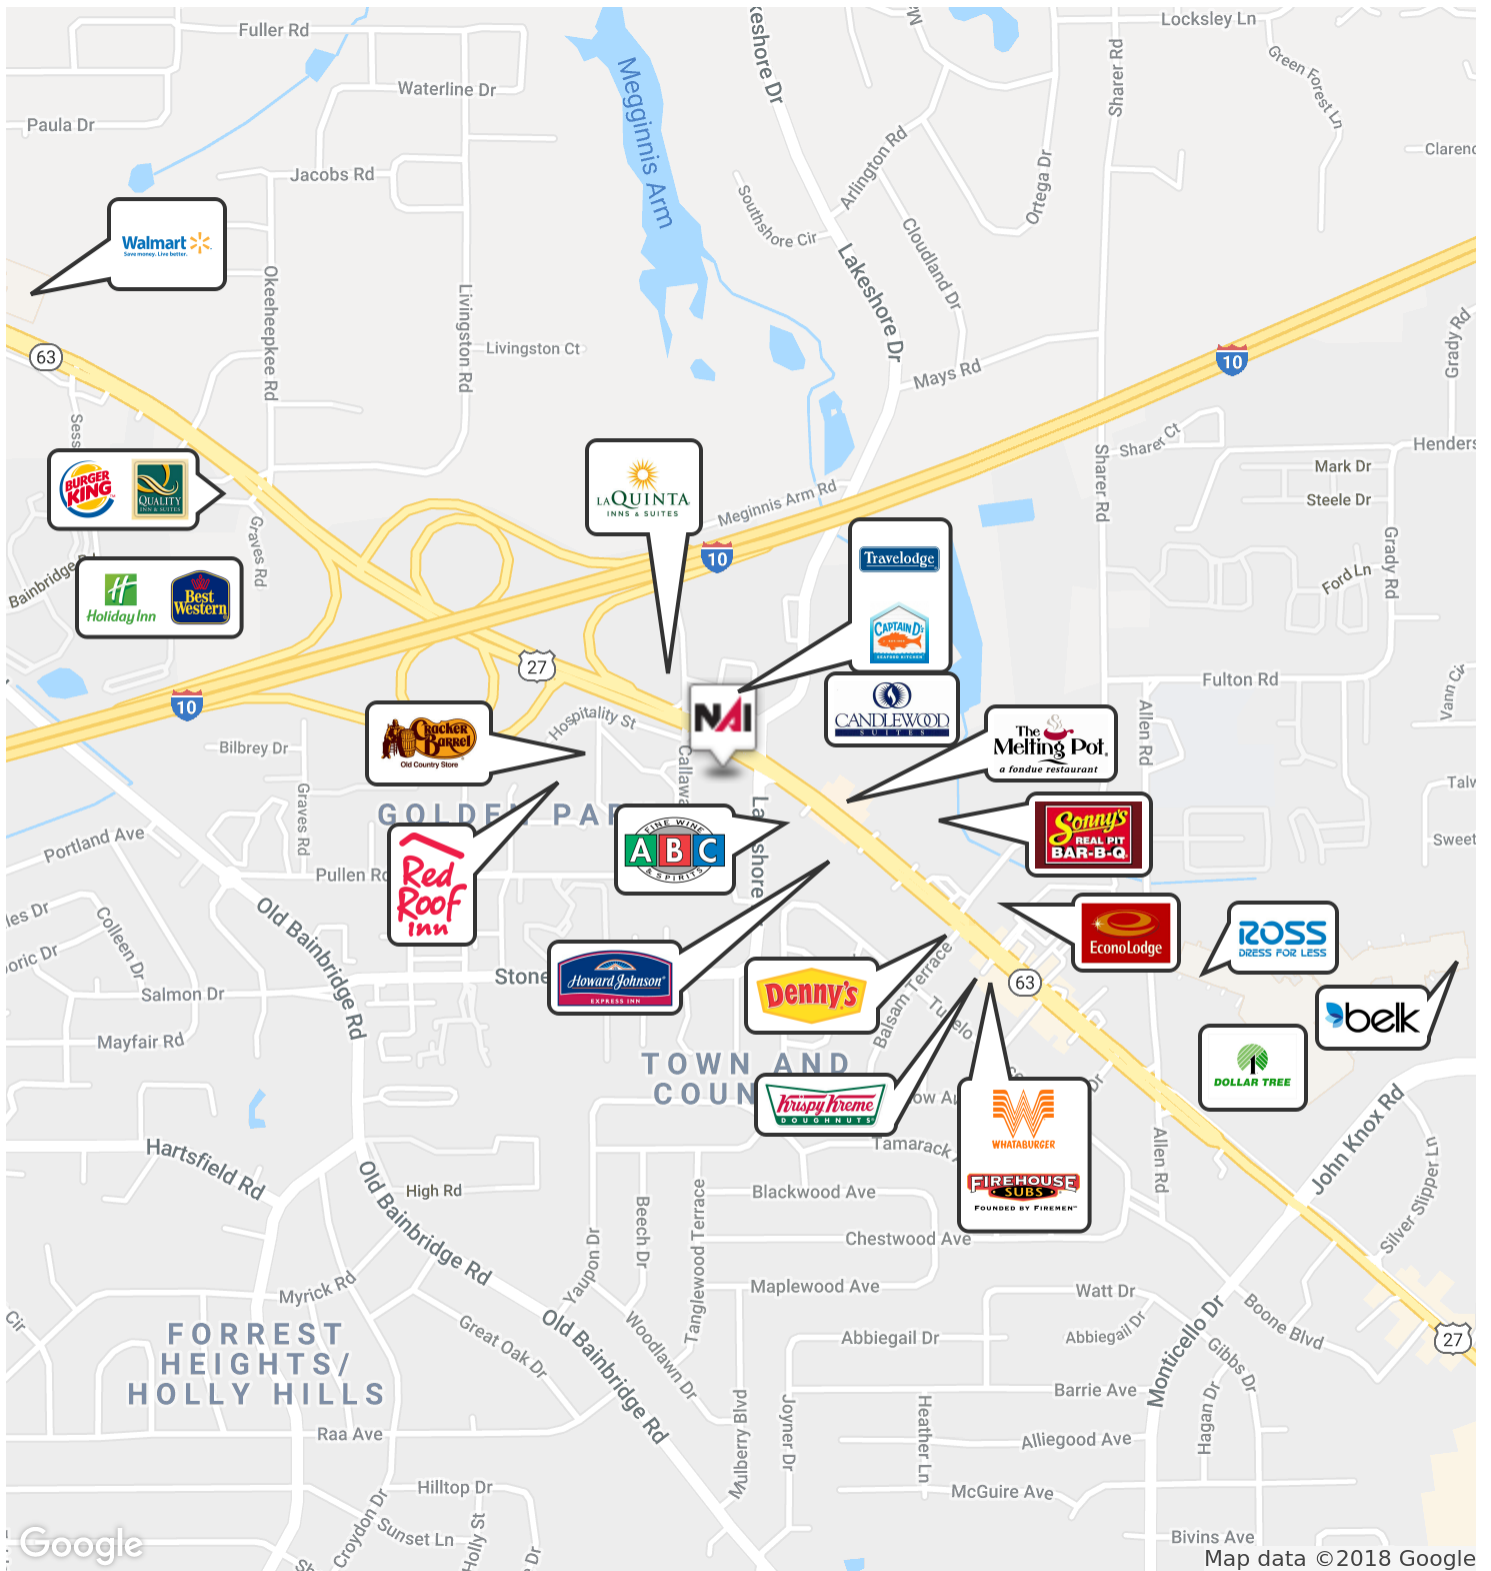 Fuller Rd
Locksley Ln
Lakeshore Dr
Waterline Dr
Sharer Rd
Green Forest Ln
Paula Dr
Megginnis Arm
Arlington Rd
Jacobs Rd
Ortega Dr
Southshore Cir
Cloudland Dr
Walmart
Save money. Live better.
Okeeheepkee Rd
Livingston Rd
Lakeshore Dr
Livingston Ct
63
Mays Rd
10
Grady Rd
Sharer Ct
Mark Dr
Steele Dr
Sharer Rd
BURGER KING
QUALITY
INN & SUITES
LAQUINTA
INNS & SUITES
Meginnis Arm Rd
10
Graves Rd
Grady Rd
Ford Ln
Bainbridge
Holiday Inn
Best Western
Travelodge
CAPTAIN D'S
SEAFOOD KITCHEN
27
Fulton Rd
Vann Cir
10
NAI
CANDLEWOOD
SUITES
Allen Rd
Hospitality St
Cracker Barrel
Old Country Store
Bilbrey Dr
The Melting Pot
a fondue restaurant
Graves Rd
GOLDEN
Sonny's
REAL PIT
BAR-B-Q
Portland Ave
FINE WINE
ABC
& SPIRITS
Pullen Rd
Red Roof Inn
Old Bainbridge Rd
Colleen Dr
EconoLodge
ROSS
DRESS FOR LESS
Salmon Dr
Howard Johnson
EXPRESS INN
Denny's
Balsam Terrace
63
belk
Mayfair Rd
TOWN AND
DOLLAR TREE
Krispy Kreme
DOUGHNUTS
WHATABURGER
FIREHOUSE
SUBS
FOUNDED BY FIREMEN
Tamarack
Hartsfield Rd
High Rd
Old Bainbridge Rd
Beech Dr
Tanglewood Terrace
Blackwood Ave
Allen Rd
John Knox Rd
Silver Slipper Ln
Chestwood Ave
Yaupon Dr
Maplewood Ave
Myrick Rd
Watt Dr
Boone Blvd
FORREST
HEIGHTS/
HOLLY HILLS
Great Oak Dr
Old Bainbridge Rd
Woodlawn Dr
Abbiegail Dr
Abbiegail Dr
Gibbs Dr
27
Monticello Dr
Barrie Ave
Mulberry Blvd
Joyner Dr
Heather Ln
Hagan Dr
Raa Ave
Alliegood Ave
Hilltop Dr
McGuire Ave
Croydon Dr
Sunset Ln
Holly St
Bivins Ave
Google
Map data ©2018 Google